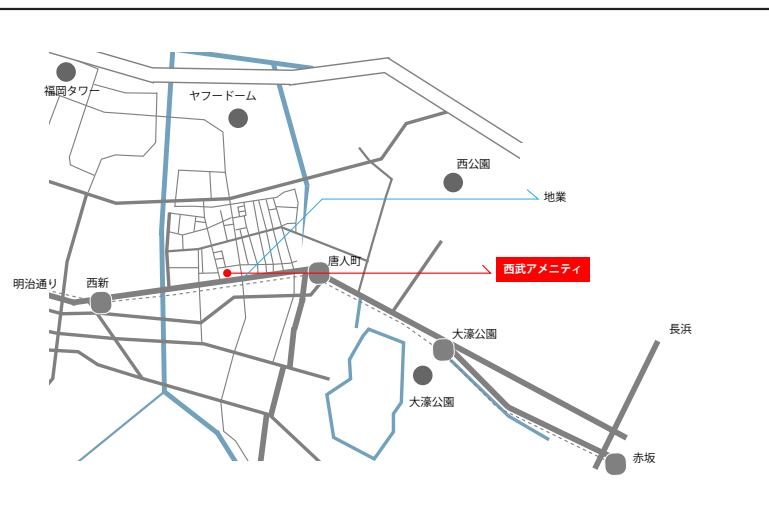 福岡タワー
ヤフードーム
西公園
地業
唐人町
西武アメニティ
明治通り
西新
長浜
大濠公園
大濠公園
赤坂